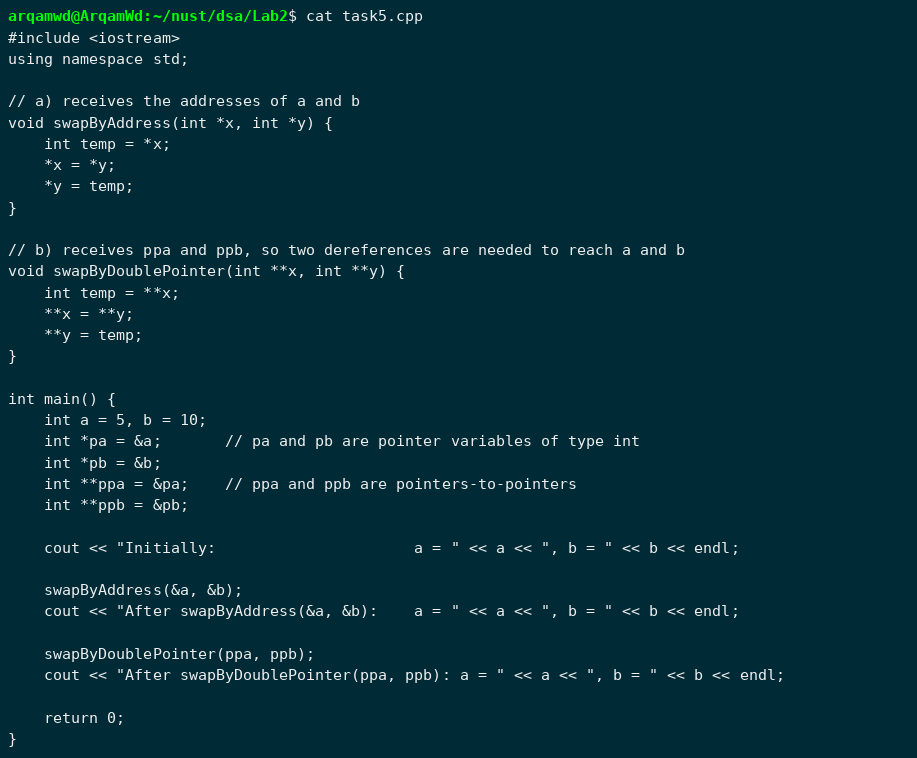 arqamwd@ArqamWd:~/nust/dsa/Lab2$ cat task5.cpp
#include <iostream>
using namespace std;

// a) receives the addresses of a and b
void swapByAddress(int *x, int *y) {
    int temp = *x;
    *x = *y;
    *y = temp;
}

// b) receives ppa and ppb, so two dereferences are needed to reach a and b
void swapByDoublePointer(int **x, int **y) {
    int temp = **x;
    **x = **y;
    **y = temp;
}

int main() {
    int a = 5, b = 10;
    int *pa = &a;       // pa and pb are pointer variables of type int
    int *pb = &b;
    int **ppa = &pa;    // ppa and ppb are pointers-to-pointers
    int **ppb = &pb;

    cout << "Initially:                      a = " << a << ", b = " << b << endl;

    swapByAddress(&a, &b);
    cout << "After swapByAddress(&a, &b):    a = " << a << ", b = " << b << endl;

    swapByDoublePointer(ppa, ppb);
    cout << "After swapByDoublePointer(ppa, ppb): a = " << a << ", b = " << b << endl;

    return 0;
}